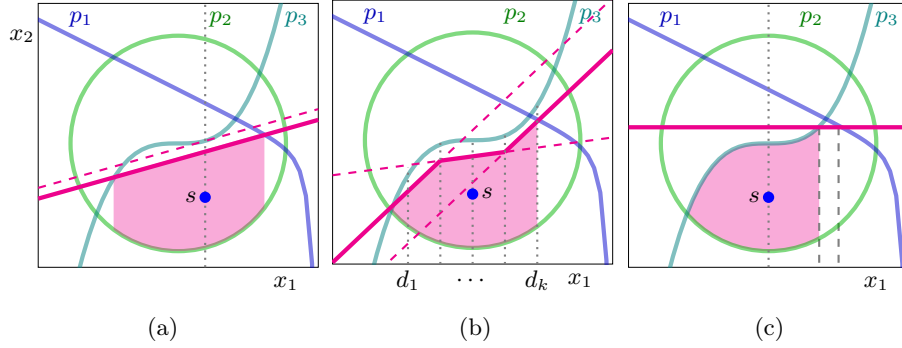 p₁ p₂ p₃
x₂
s
x₁
(a)
p₁ p₂ p₃
s
d₁ ⋯ dₖ x₁
(b)
p₁ p₂ p₃
s
x₁
(c)